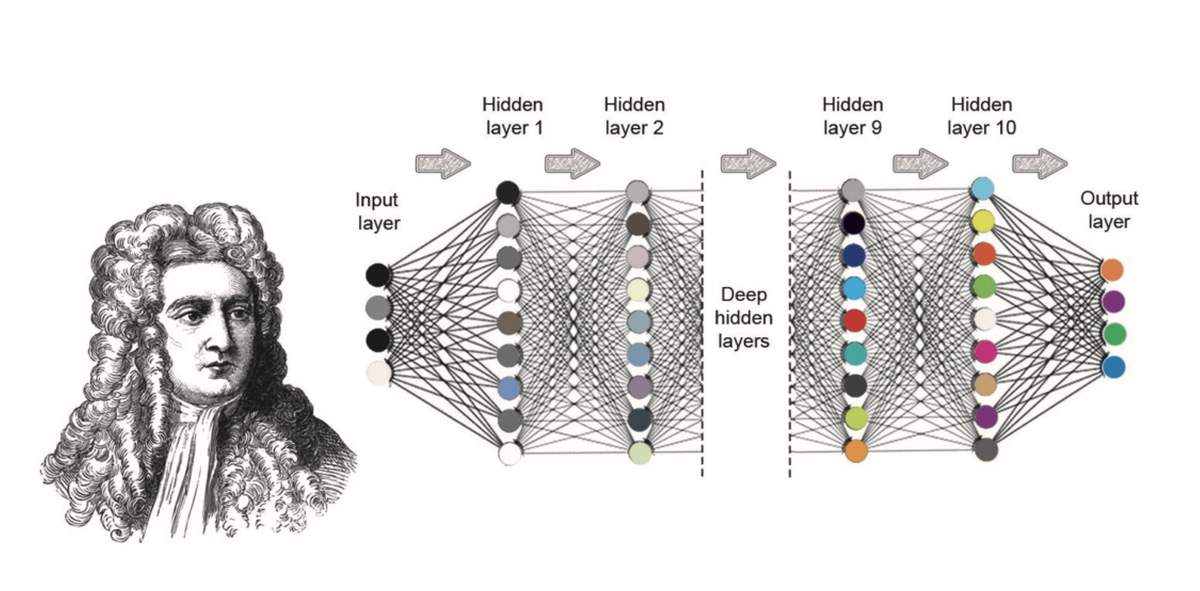 Input
layer
Hidden
layer 1
Hidden
layer 2
Deep
hidden
layers
Hidden
layer 9
Hidden
layer 10
Output
layer